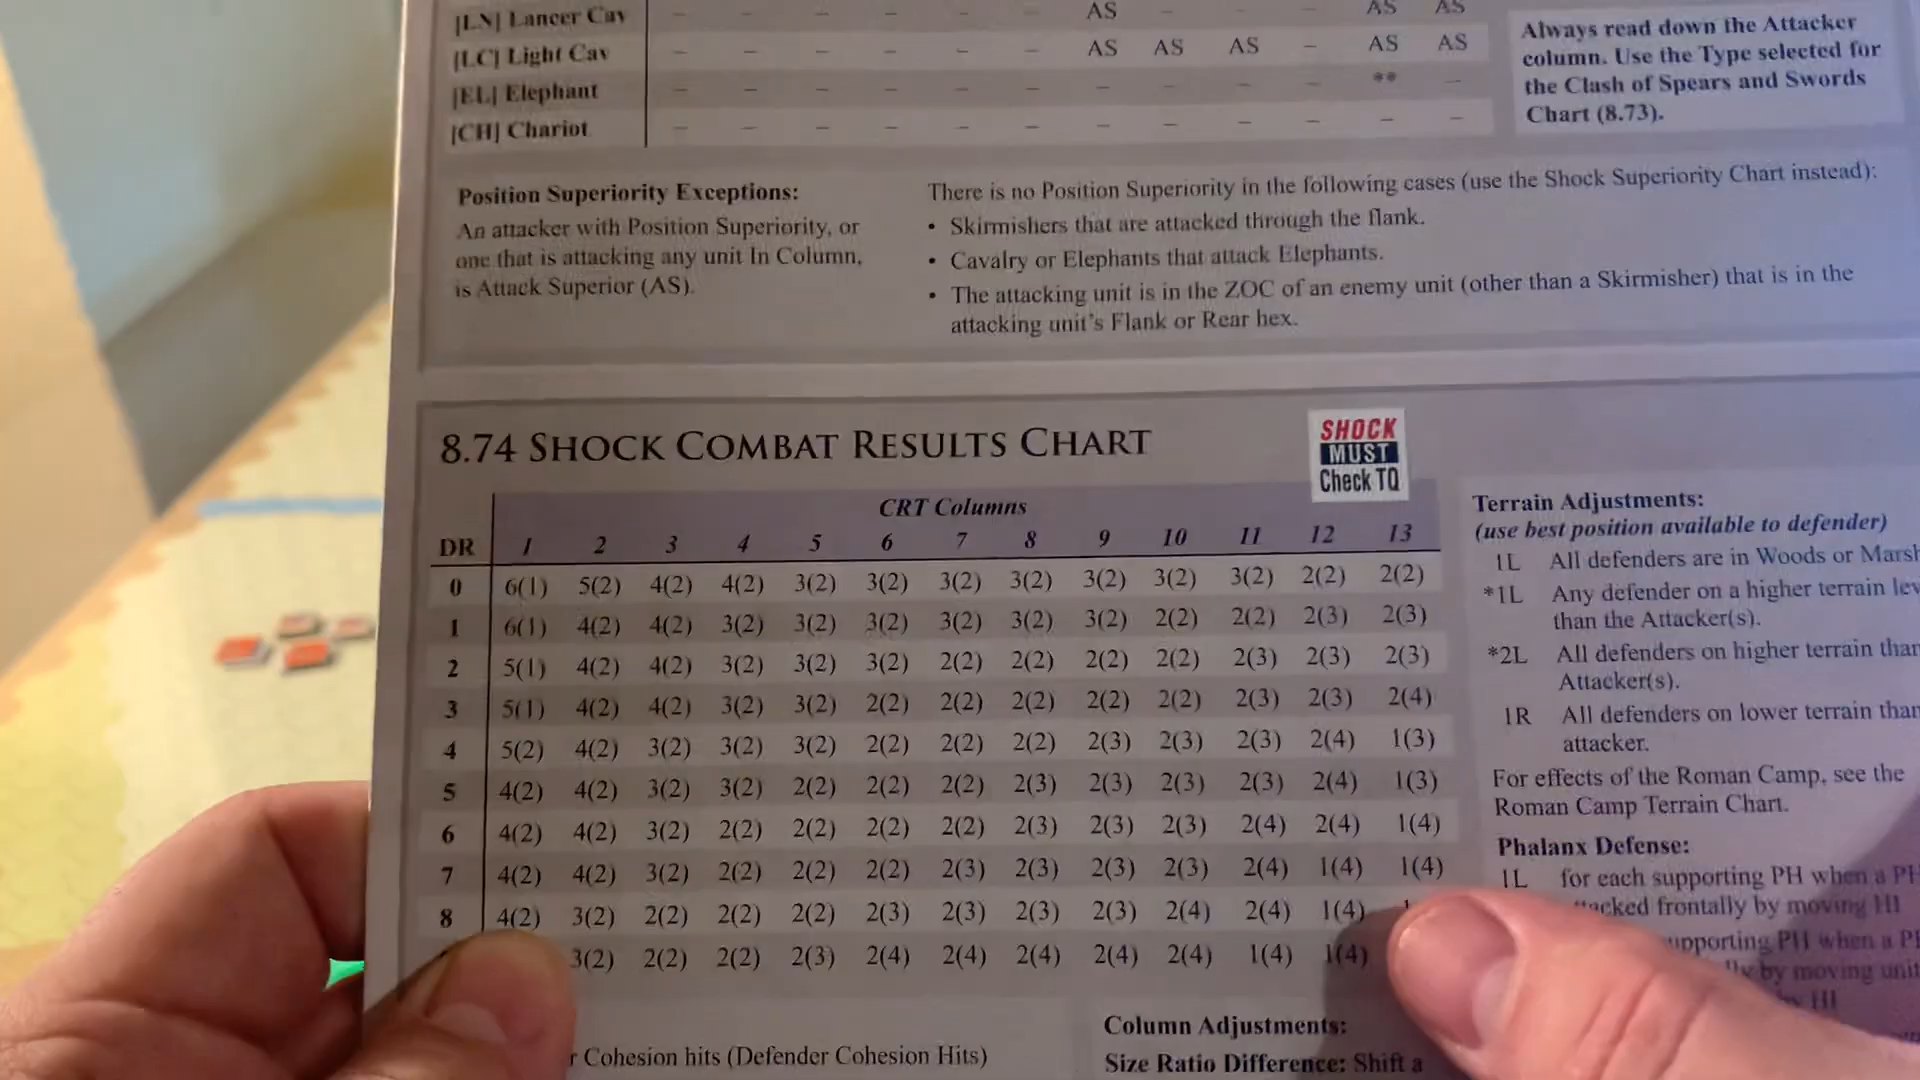 [LN] Lancer Cav – – – – – – AS – – – AS AS
[LC] Light Cav – – – – – – AS AS AS – AS AS
[EL] Elephant – – – – – – – – – – ** –
[CH] Chariot – – – – – – – – – – – –
Always read down the Attacker
column. Use the Type selected for
the Clash of Spears and Swords
Chart (8.73).
Position Superiority Exceptions:
An attacker with Position Superiority, or
one that is attacking any unit In Column,
is Attack Superior (AS).
There is no Position Superiority in the following cases (use the Shock Superiority Chart instead):
• Skirmishers that are attacked through the flank.
• Cavalry or Elephants that attack Elephants.
• The attacking unit is in the ZOC of an enemy unit (other than a Skirmisher) that is in the
attacking unit's Flank or Rear hex.
8.74 SHOCK COMBAT RESULTS CHART
SHOCK
MUST
Check TQ
CRT Columns
DR 1 2 3 4 5 6 7 8 9 10 11 12 13
0 6(1) 5(2) 4(2) 4(2) 3(2) 3(2) 3(2) 3(2) 3(2) 3(2) 3(2) 2(2) 2(2)
1 6(1) 4(2) 4(2) 3(2) 3(2) 3(2) 3(2) 3(2) 3(2) 2(2) 2(2) 2(3) 2(3)
2 5(1) 4(2) 4(2) 3(2) 3(2) 3(2) 2(2) 2(2) 2(2) 2(2) 2(3) 2(3) 2(3)
3 5(1) 4(2) 4(2) 3(2) 3(2) 2(2) 2(2) 2(2) 2(2) 2(2) 2(3) 2(3) 2(4)
4 5(2) 4(2) 3(2) 3(2) 3(2) 2(2) 2(2) 2(2) 2(3) 2(3) 2(3) 2(4) 1(3)
5 4(2) 4(2) 3(2) 3(2) 2(2) 2(2) 2(2) 2(3) 2(3) 2(3) 2(3) 2(4) 1(3)
6 4(2) 4(2) 3(2) 2(2) 2(2) 2(2) 2(2) 2(3) 2(3) 2(3) 2(4) 2(4) 1(4)
7 4(2) 4(2) 3(2) 2(2) 2(2) 2(2) 2(3) 2(3) 2(3) 2(3) 2(4) 1(4) 1(4)
8 4(2) 3(2) 2(2) 2(2) 2(2) 2(3) 2(3) 2(3) 2(3) 2(4) 2(4) 1(4)
3(2) 2(2) 2(2) 2(3) 2(4) 2(4) 2(4) 2(4) 2(4) 1(4) 1(4)
Terrain Adjustments:
(use best position available to defender)
1L All defenders are in Woods or Marsh
*1L Any defender on a higher terrain lev
than the Attacker(s).
*2L All defenders on higher terrain than
Attacker(s).
1R All defenders on lower terrain than
attacker.
For effects of the Roman Camp, see the
Roman Camp Terrain Chart.
Phalanx Defense:
1L for each supporting PH when a PH
acked frontally by moving HI
upporting PH when a PH
by moving unit
HI
r Cohesion hits (Defender Cohesion Hits)
Column Adjustments:
Size Ratio Difference: Shift a